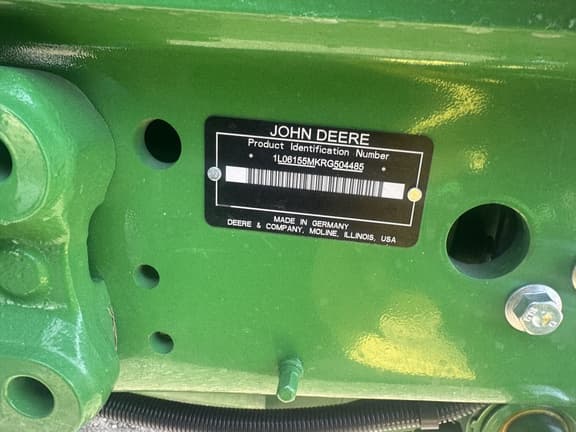 JOHN DEERE
Product Identification Number
* 1L06155MKRG504485 *
MADE IN GERMANY
DEERE & COMPANY, MOLINE, ILLINOIS, USA